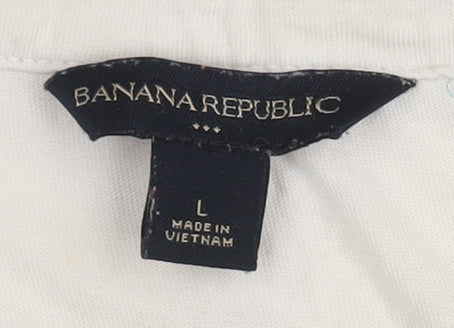 BANANA REPUBLIC
L
MADE IN
VIETNAM